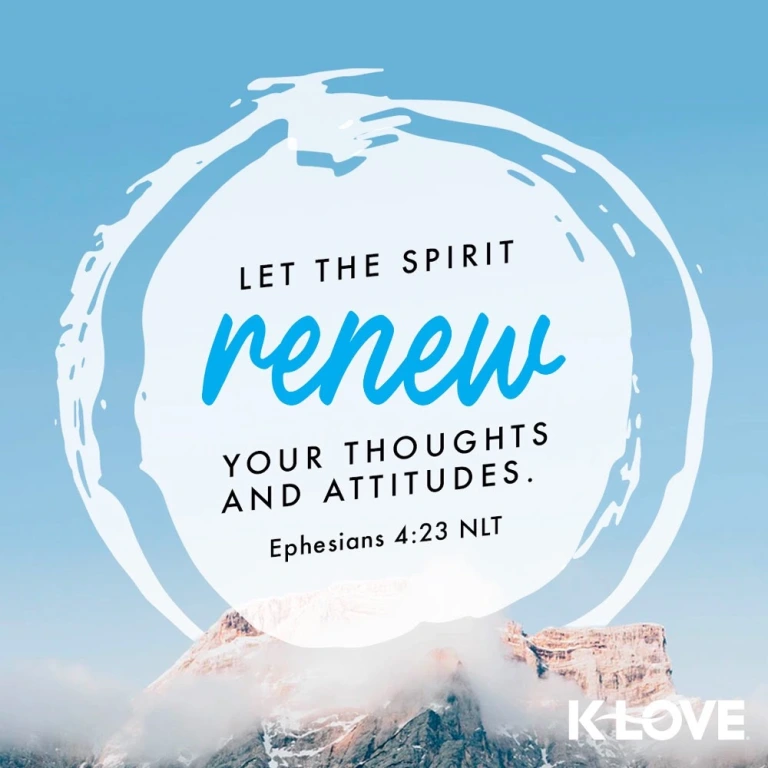 LET THE SPIRIT
renew
YOUR THOUGHTS
AND ATTITUDES.
Ephesians 4:23 NLT
K-LOVE